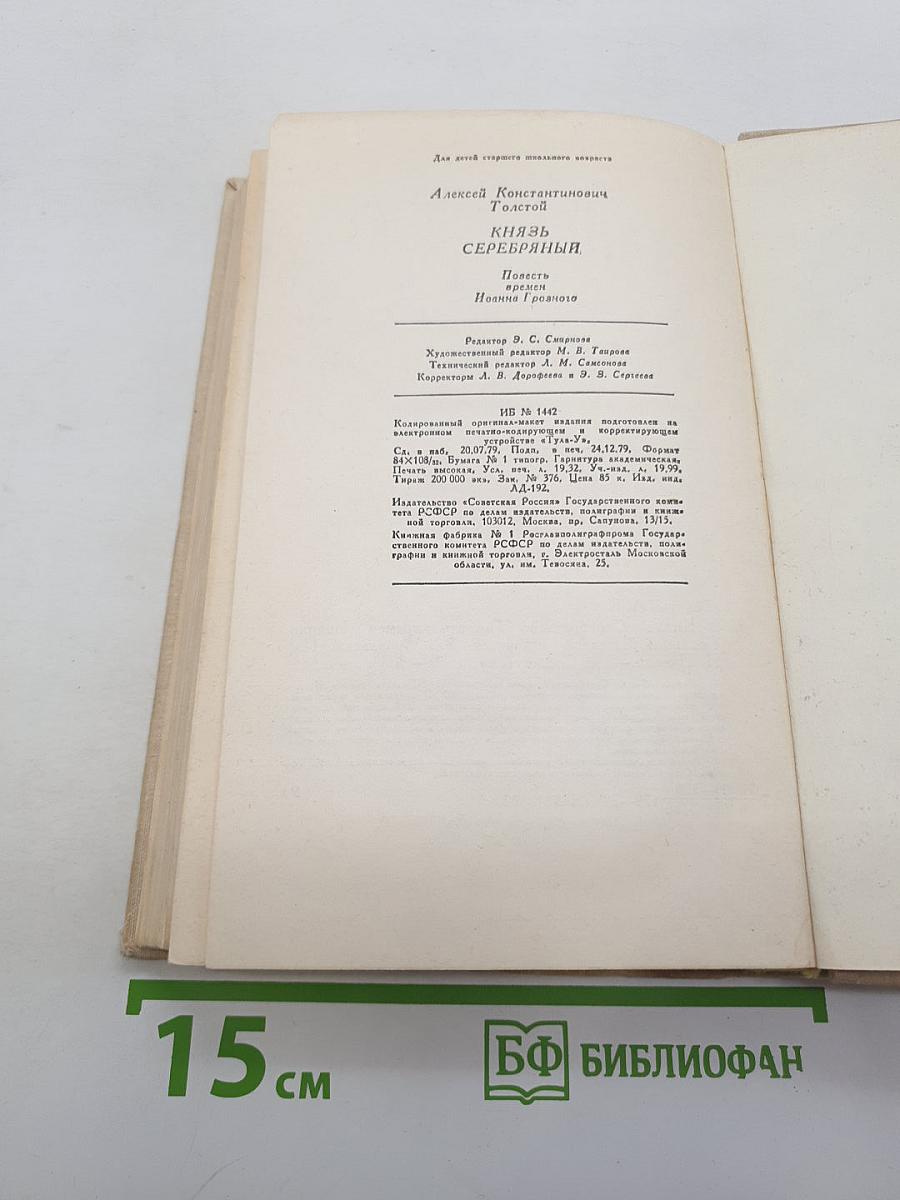 Для детей старшего школьного возраста
Алексей Константинович
Толстой
КНЯЗЬ
СЕРЕБРЯНЫЙ.
Повесть
времен
Иоанна Грозного
Редактор Э. С. Смирнова
Художественный редактор М. В. Таирова
Технический редактор Л. М. Самсонова
Корректоры Л. В. Дорофеева и Э. З. Сергеева
ИБ № 1442
Кодированный оригинал-макет издания подготовлен на
электронном печатно-кодирующем и корректирующем
устройстве «Тула-У».
Сд. в наб. 20.07.79. Подп. в печ. 24.12.79. Формат
84×108/32. Бумага № 1 типогр. Гарнитура академическая.
Печать высокая. Усл. печ. л. 19,32. Уч.-изд. л. 19,99.
Тираж 200 000 экз. Зак. № 376. Цена 85 к. Изд. инд.
ЛД-192.
Издательство «Советская Россия» Государственного коми-
тета РСФСР по делам издательств, полиграфии и книж-
ной торговли. 103012, Москва, пр. Сапунова, 13/15.
Книжная фабрика № 1 Росглавполиграфпрома Государ-
ственного комитета РСФСР по делам издательств, поли-
графии и книжной торговли, г. Электросталь Московской
области, ул. им. Тевосяна, 25.
15 см
БФ БИБЛИОФАН